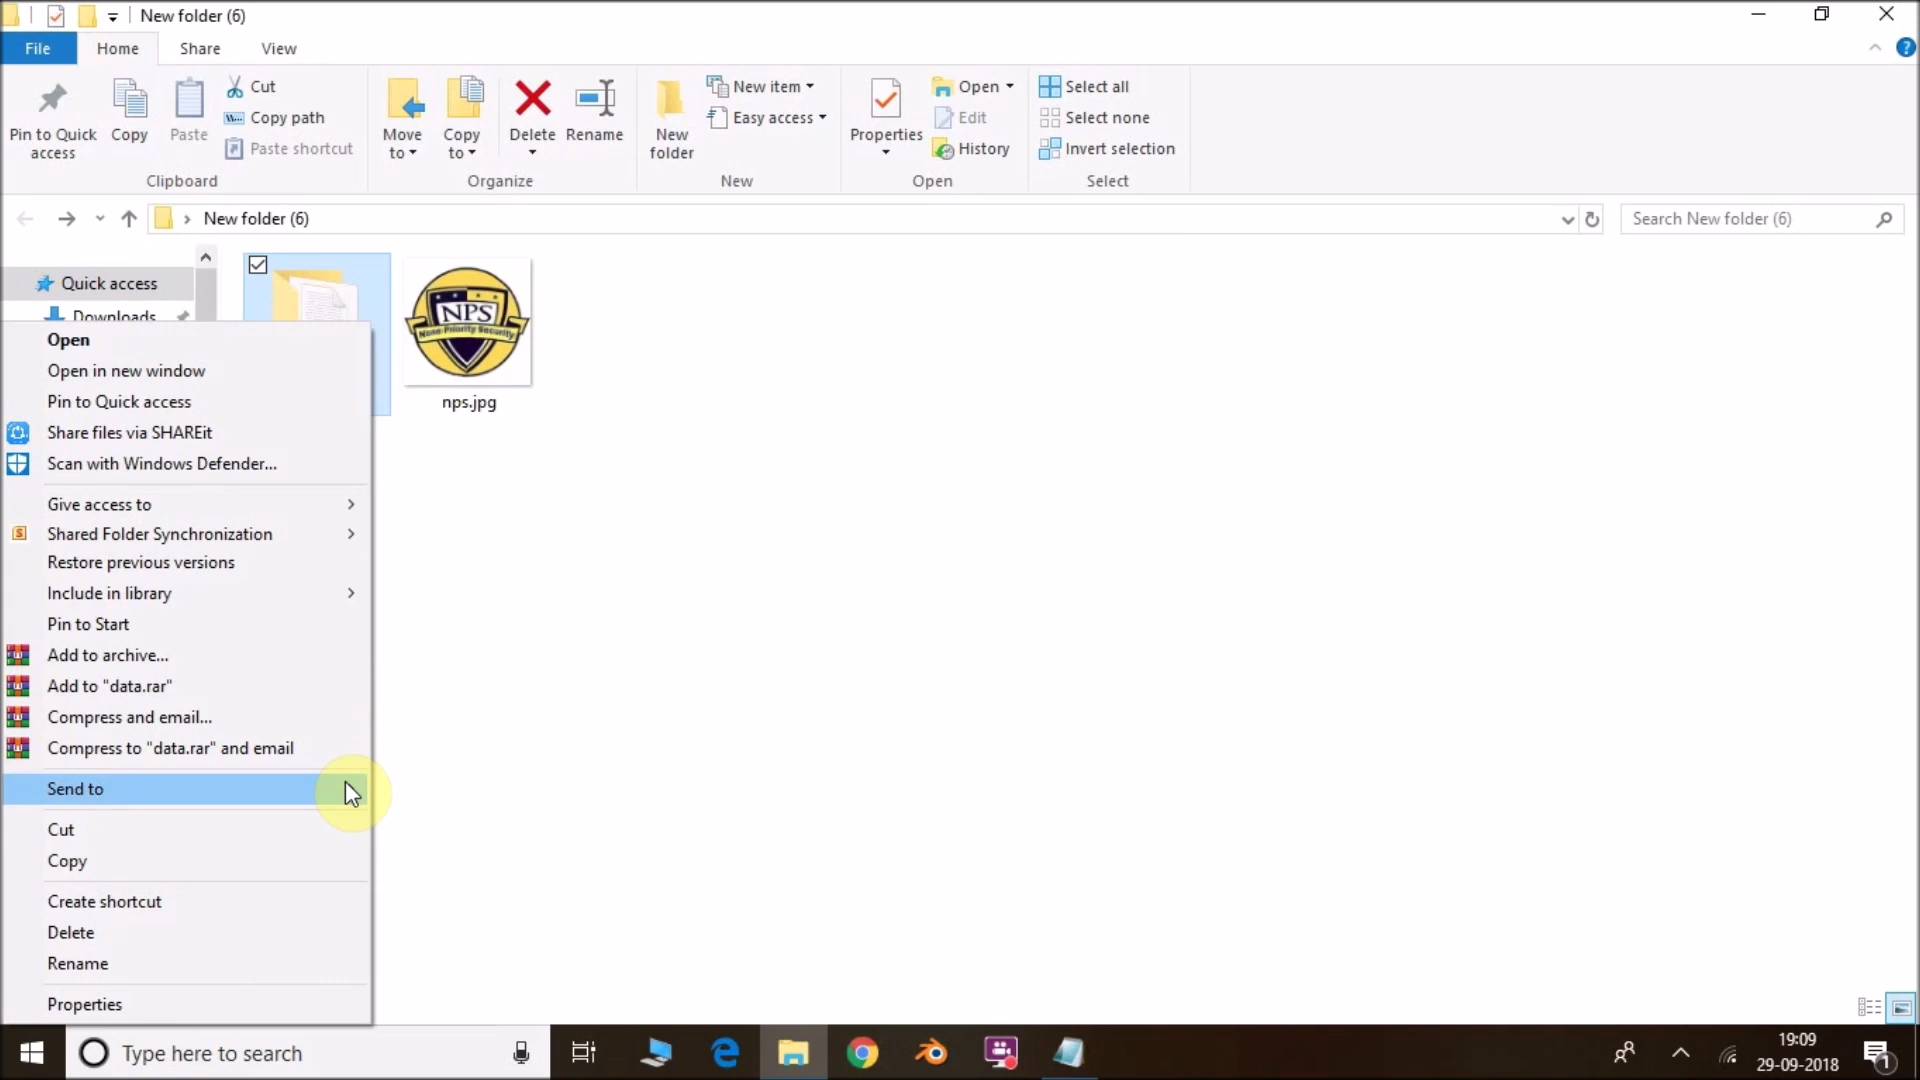 New folder (6)
File
Home
Share
View
Pin to Quick
access
Copy
Paste
Cut
Copy path
Paste shortcut
Clipboard
Move
to
Copy
to
Delete
Rename
Organize
New
folder
New item
Easy access
New
Properties
Open
Edit
History
Open
Select all
Select none
Invert selection
Select
New folder (6)
Search New folder (6)
Quick access
Downloads
NPS
None-Priority Security
nps.jpg
Open
Open in new window
Pin to Quick access
Share files via SHAREit
Scan with Windows Defender...
Give access to
Shared Folder Synchronization
Restore previous versions
Include in library
Pin to Start
Add to archive...
Add to "data.rar"
Compress and email...
Compress to "data.rar" and email
Send to
Cut
Copy
Create shortcut
Delete
Rename
Properties
Type here to search
19:09
29-09-2018
1